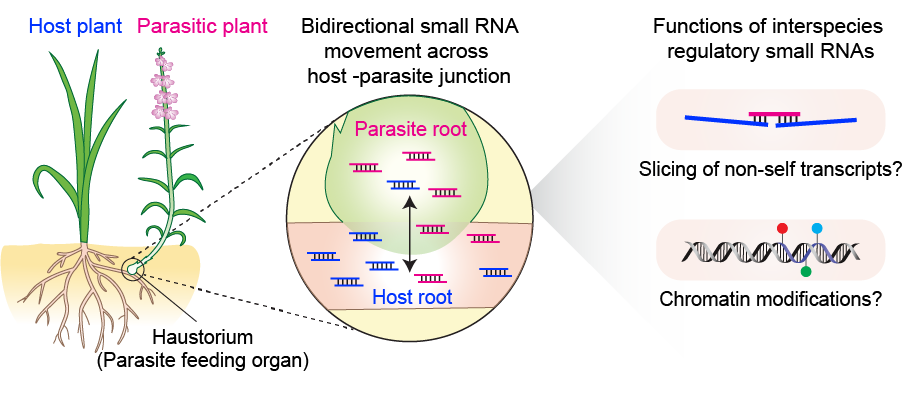 Host plant
Parasitic plant
Bidirectional small RNA
movement across
host -parasite junction
Functions of interspecies
regulatory small RNAs
Parasite root
Host root
Haustorium
(Parasite feeding organ)
Slicing of non-self transcripts?
Chromatin modifications?